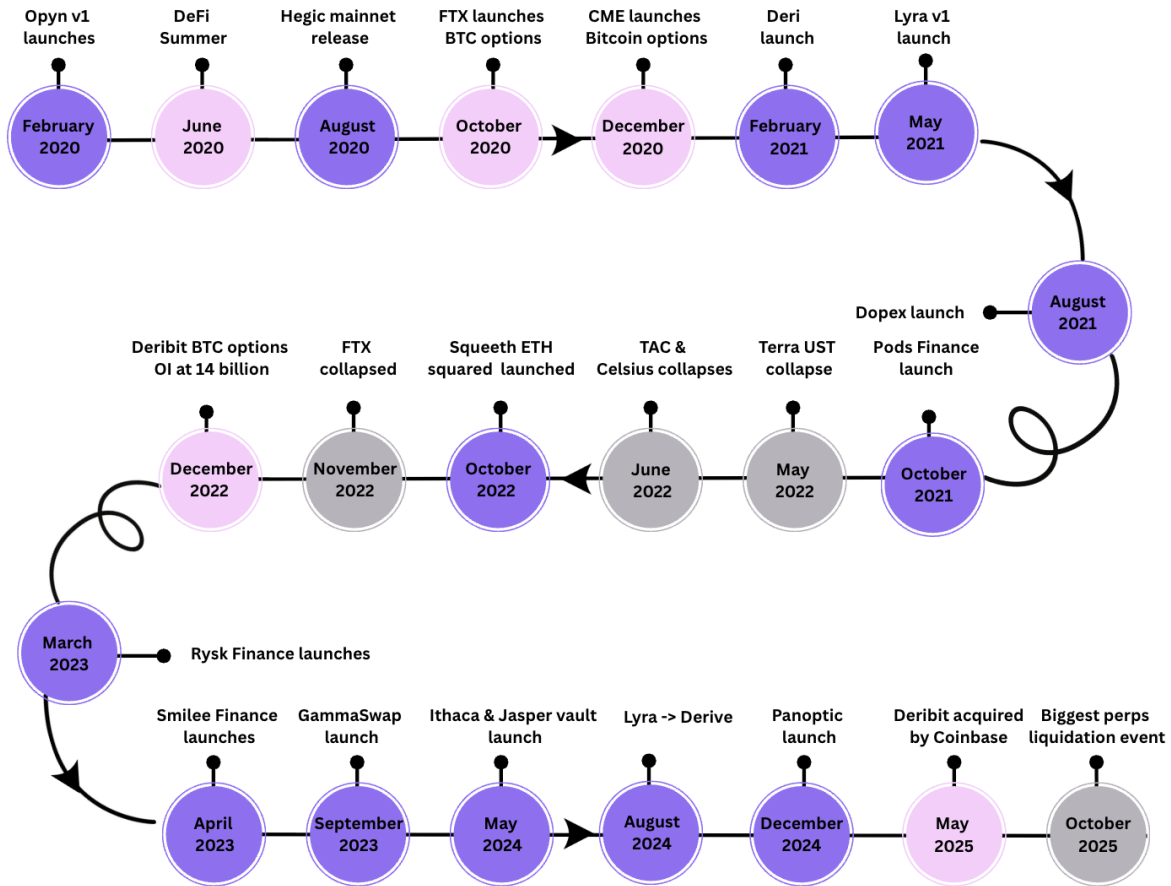 Opyn v1
launches
February
2020
DeFi
Summer
June
2020
Hegic mainnet
release
August
2020
FTX launches
BTC options
October
2020
CME launches
Bitcoin options
December
2020
Deri
launch
February
2021
Lyra v1
launch
May
2021
Dopex launch
August
2021
Pods Finance
launch
October
2021
Terra UST
collapse
May
2022
TAC &
Celsius collapses
June
2022
Squeeth ETH
squared launched
October
2022
FTX
collapsed
November
2022
Deribit BTC options
OI at 14 billion
December
2022
March
2023
Rysk Finance launches
Smilee Finance
launches
April
2023
GammaSwap
launch
September
2023
Ithaca & Jasper vault
launch
May
2024
Lyra -> Derive
August
2024
Panoptic
launch
December
2024
Deribit acquired
by Coinbase
May
2025
Biggest perps
liquidation event
October
2025